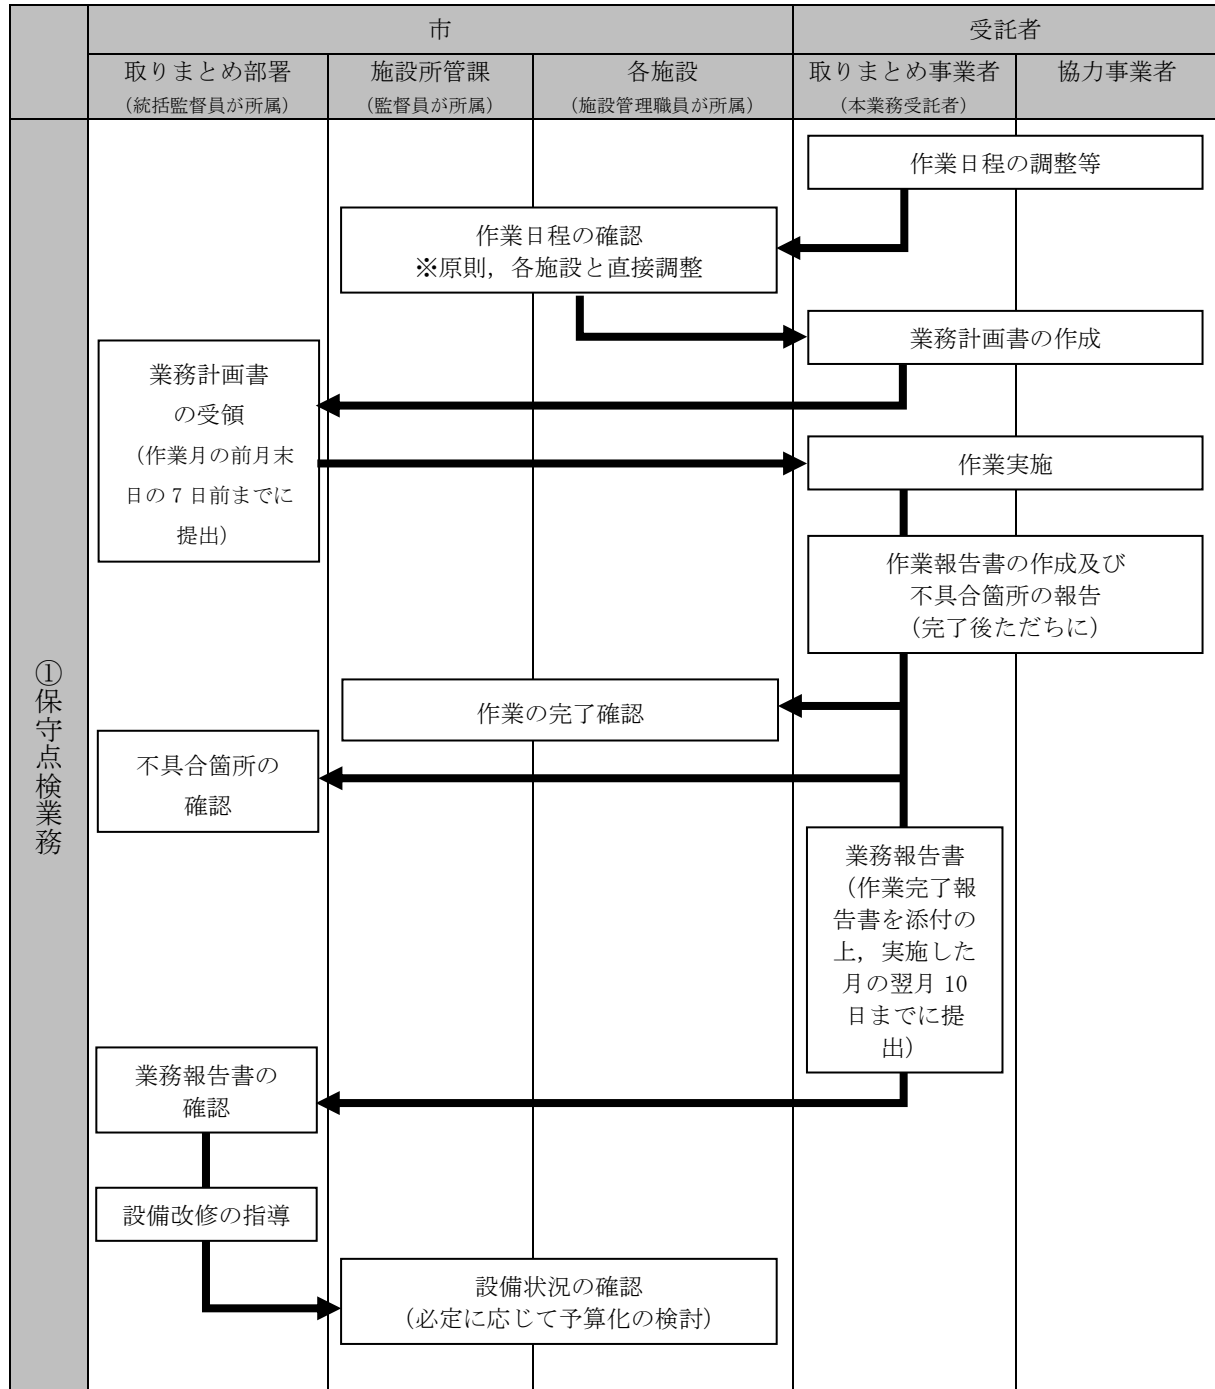 市
受託者
取りまとめ部署
(統括監督員が所属)
施設所管課
(監督員が所属)
各施設
(施設管理職員が所属)
取りまとめ事業者
(本業務受託者)
協力事業者
①保守点検業務
作業日程の調整等
作業日程の確認
※原則，各施設と直接調整
業務計画書の作成
業務計画書
の受領
（作業月の前月末
日の 7 日前までに
提出）
作業実施
作業報告書の作成及び
不具合箇所の報告
（完了後ただちに）
作業の完了確認
不具合箇所の
確認
業務報告書
（作業完了報
告書を添付の
上，実施した
月の翌月 10
日までに提
出）
業務報告書の
確認
設備改修の指導
設備状況の確認
（必定に応じて予算化の検討）